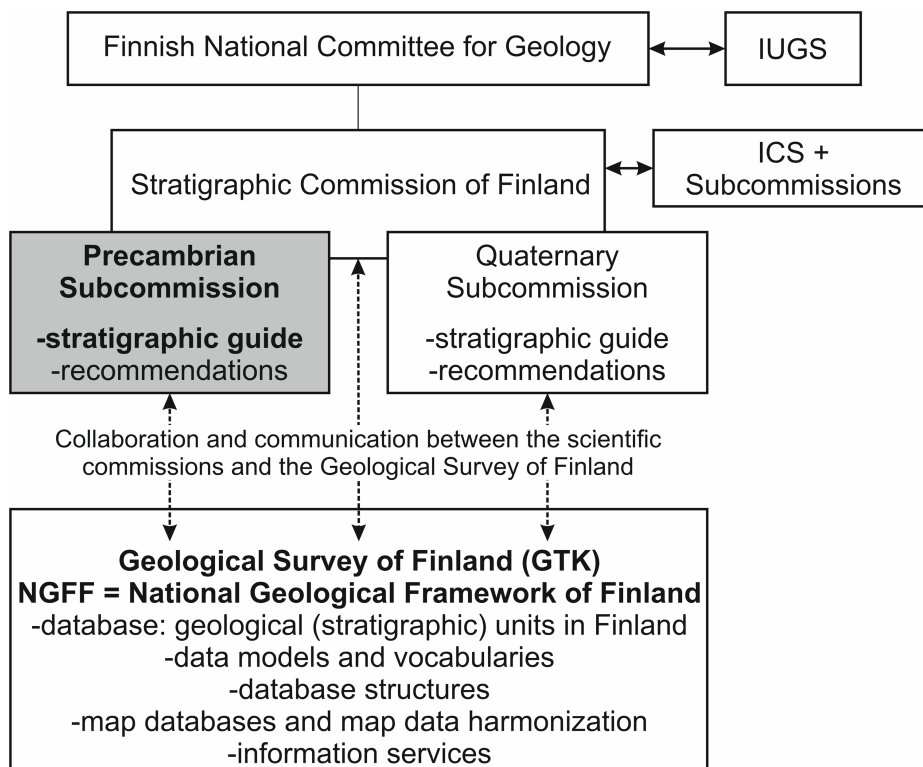 Finnish National Committee for Geology
IUGS
Stratigraphic Commission of Finland
ICS +
Subcommissions
Precambrian
Subcommission
-stratigraphic guide
-recommendations
Quaternary
Subcommission
-stratigraphic guide
-recommendations
Collaboration and communication between the scientific
commissions and the Geological Survey of Finland
Geological Survey of Finland (GTK)
NGFF = National Geological Framework of Finland
-database: geological (stratigraphic) units in Finland
-data models and vocabularies
-database structures
-map databases and map data harmonization
-information services